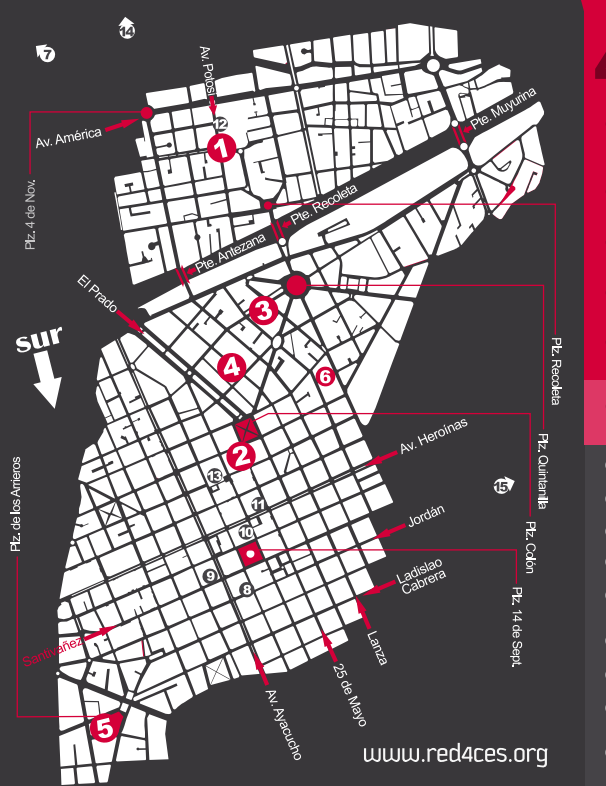 14
7
Av. Potosí
12
1
Av. América
Pte. Muyurina
Plz. 4 de Nov.
Pte. Recoleta
Pte. Antezana
El Prado
3
sur
4
6
Plz. Recoleta
2
Av. Heroínas
Plz. Quintanilla
13
15
11
Plz. de los Arrieros
Jordán
10
Plz. Colón
9
8
Ladislao
Cabrera
Plz. 14 de Sept.
Santivañez
Lanza
25 de Mayo
Av. Ayacucho
5
www.red4ces.org